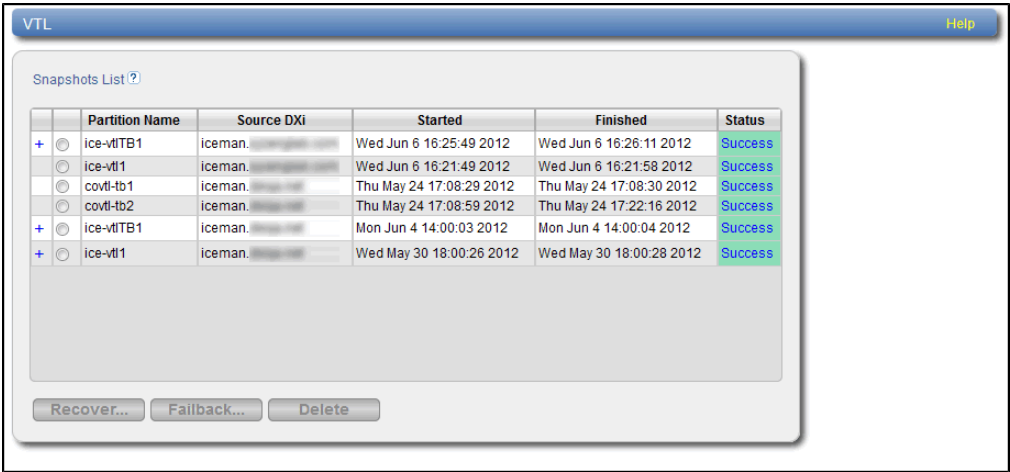 VTL Help
Snapshots List ?
Partition Name Source DXi Started Finished Status
+ ice-vtlTB1 iceman. Wed Jun 6 16:25:49 2012 Wed Jun 6 16:26:11 2012 Success
ice-vtl1 iceman. Wed Jun 6 16:21:49 2012 Wed Jun 6 16:21:58 2012 Success
covtl-tb1 iceman. Thu May 24 17:08:29 2012 Thu May 24 17:08:30 2012 Success
covtl-tb2 iceman. Thu May 24 17:08:59 2012 Thu May 24 17:22:16 2012 Success
+ ice-vtlTB1 iceman. Mon Jun 4 14:00:03 2012 Mon Jun 4 14:00:04 2012 Success
+ ice-vtl1 iceman. Wed May 30 18:00:26 2012 Wed May 30 18:00:28 2012 Success
Recover... Failback... Delete